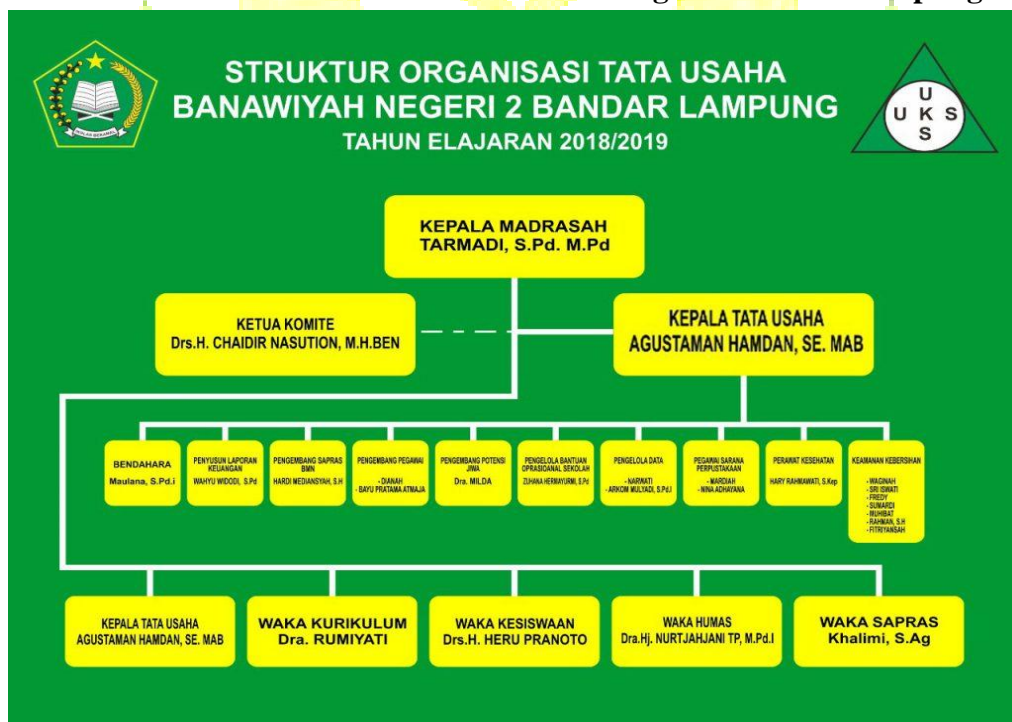 STRUKTUR ORGANISASI TATA USAHA
BANAWIYAH NEGERI 2 BANDAR LAMPUNG
TAHUN ELAJARAN 2018/2019
IKHLAS BERAMAL
U
U K S
S
KEPALA MADRASAH
TARMADI, S.Pd. M.Pd
KETUA KOMITE
Drs.H. CHAIDIR NASUTION, M.H.BEN
KEPALA TATA USAHA
AGUSTAMAN HAMDAN, SE. MAB
BENDAHARA
Maulana, S.Pd.i
PENYUSUN LAPORAN
KEUANGAN
WAHYU WIDODI, S.Pd
PENGEMBANG SAPRAS
BMN
HARDI MEDIANSYAH, S.H
PENGEMBANG PEGAWAI
- DIANAH
- BAYU PRATAMA ATMAJA
PENGEMBANG POTENSI
JIWA
Dra. MILDA
PENGELOLA BANTUAN
OPRASIOANAL SEKOLAH
ZUHANA HERMAYURMI, S.Pd
PENGELOLA DATA
- NARWATI
- ARKOM MULYADI, S.Pd.I
PEGAWAI SARANA
PERPUSTAKAAN
- MARDIAH
- NINA ADHAYANA
PERAWAT KESEHATAN
HARY RAHMAWATI, S.Kep
KEAMANAN KEBERSIHAN
- WAGINAH
- SRI ISWATI
- FREDY
- SUMARDI
- MUHIBAT
- RAHMAN, S.H
- FITRIYANSAH
KEPALA TATA USAHA
AGUSTAMAN HAMDAN, SE. MAB
WAKA KURIKULUM
Dra. RUMIYATI
WAKA KESISWAAN
Drs.H. HERU PRANOTO
WAKA HUMAS
Dra.Hj. NURTJAHJANI TP, M.Pd.I
WAKA SAPRAS
Khalimi, S.Ag